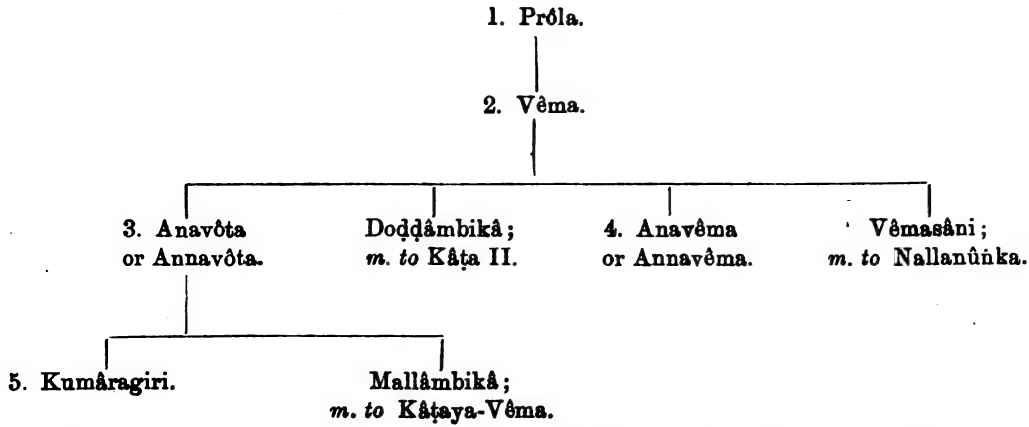 1. Prôla.
2. Vêma.
3. Anavôta Doḍḍâmbikâ; 4. Anavêma Vêmasâni;
or Annavôta. m. to Kâṭa II. or Annavêma. m. to Nallanûṅka.
5. Kumâragiri. Mallâmbikâ;
m. to Kâṭaya-Vêma.